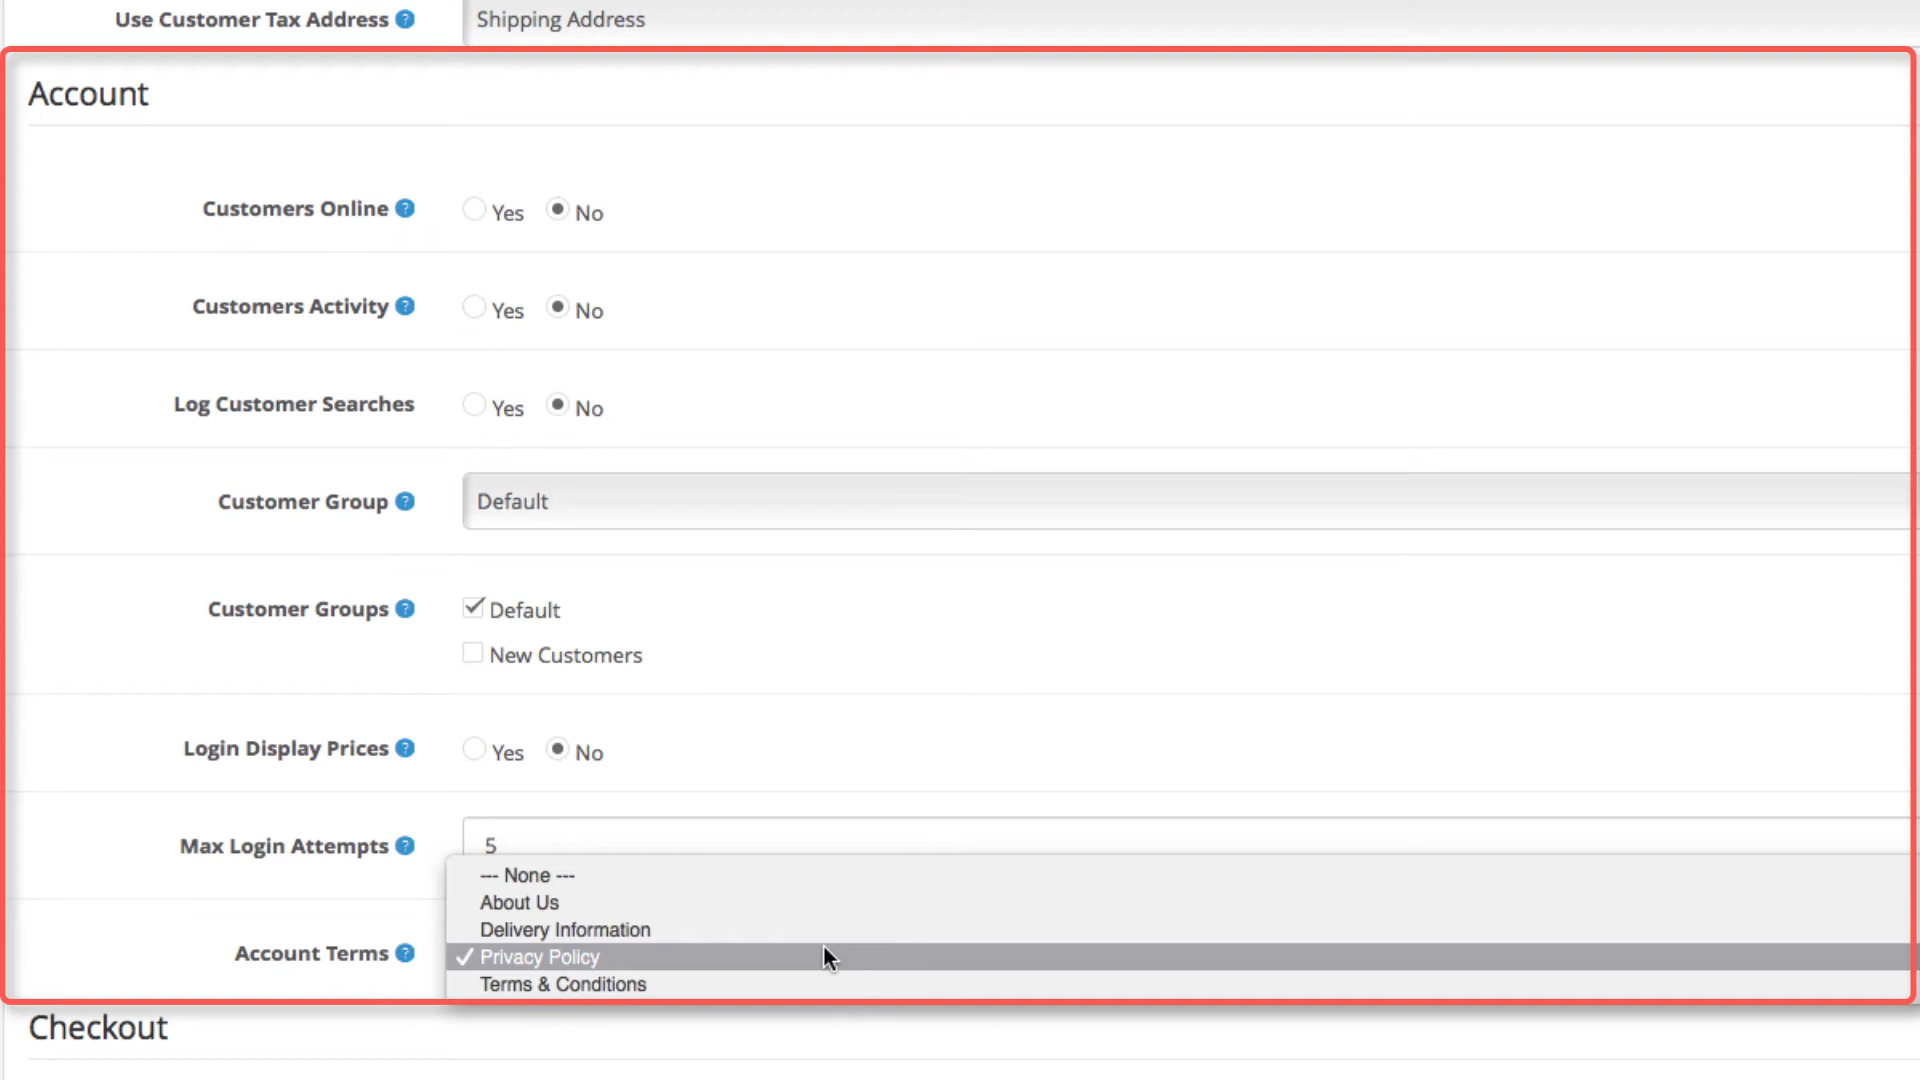 Use Customer Tax Address ? Shipping Address
Account
Customers Online ? Yes No
Customers Activity ? Yes No
Log Customer Searches Yes No
Customer Group ? Default
Customer Groups ? Default
New Customers
Login Display Prices ? Yes No
Max Login Attempts ? 5
--- None ---
About Us
Delivery Information
Account Terms ? Privacy Policy
Terms & Conditions
Checkout